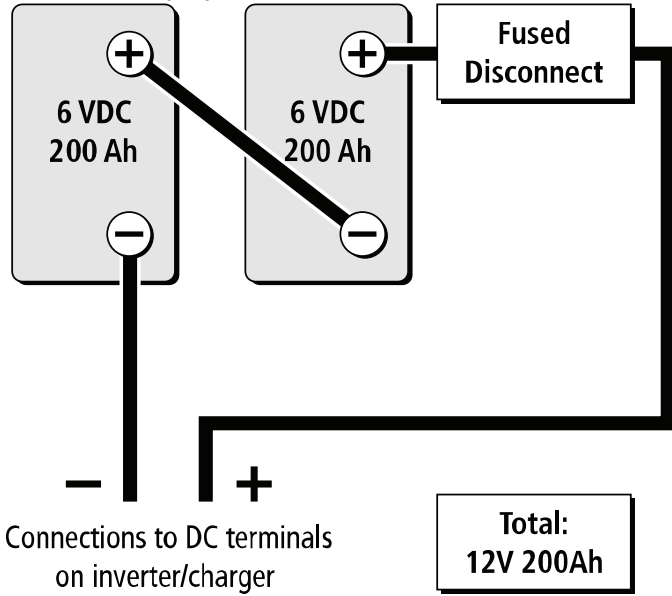 +
+
Fused
Disconnect
6 VDC
200 Ah
6 VDC
200 Ah
−
−
−
+
Connections to DC terminals
on inverter/charger
Total:
12V 200Ah